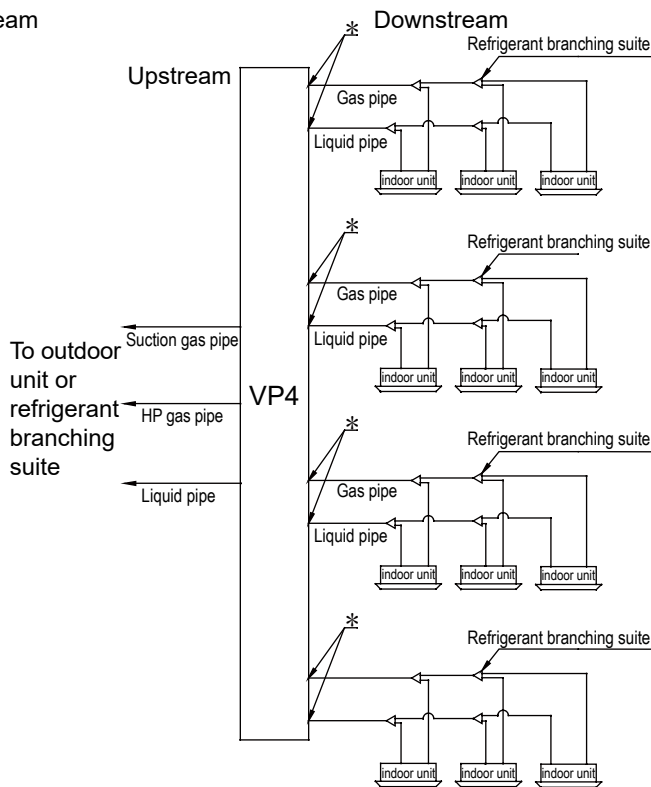 eam
Downstream
*
Refrigerant branching suite
Upstream
Gas pipe
Liquid pipe
indoor unit
indoor unit
indoor unit
*
Refrigerant branching suite
Gas pipe
Liquid pipe
Suction gas pipe
To outdoor
unit or
refrigerant
branching
suite
HP gas pipe
Liquid pipe
VP4
indoor unit
indoor unit
indoor unit
*
Refrigerant branching suite
Gas pipe
Liquid pipe
indoor unit
indoor unit
indoor unit
*
Refrigerant branching suite
indoor unit
indoor unit
indoor unit